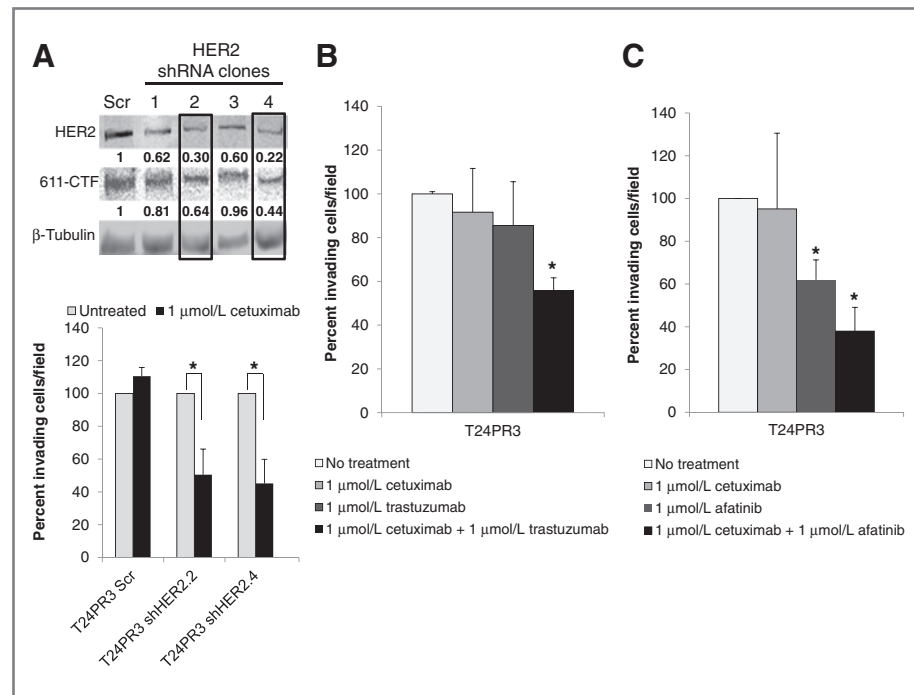 A
HER2
shRNA clones
Scr 1 2 3 4
HER2
1 0.62 0.30 0.60 0.22
611-CTF
1 0.81 0.64 0.96 0.44
β-Tubulin
Untreated 1 μmol/L cetuximab
Percent invading cells/field
140
120
100
80
60
40
20
0
* *
T24PR3 Scr
T24PR3 shHER2.2
T24PR3 shHER2.4
B
Percent invading cells/field
140
120
100
80
60
40
20
0
*
T24PR3
No treatment
1 μmol/L cetuximab
1 μmol/L trastuzumab
1 μmol/L cetuximab + 1 μmol/L trastuzumab
C
Percent invading cells/field
140
120
100
80
60
40
20
0
*
*
T24PR3
No treatment
1 μmol/L cetuximab
1 μmol/L afatinib
1 μmol/L cetuximab + 1 μmol/L afatinib